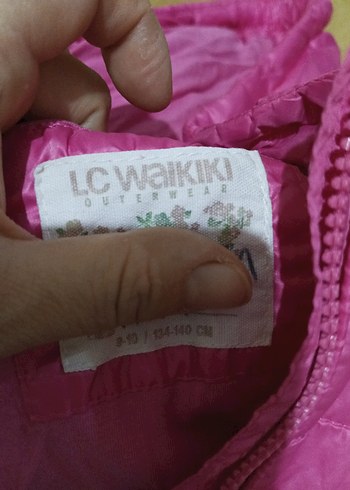 LC WAIKIKI
OUTERWEAR
9-10 / 134-140 CM